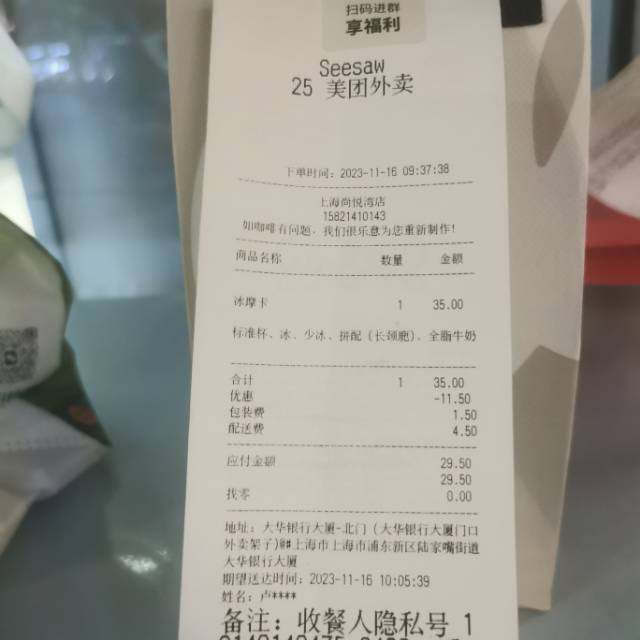 扫码进群
享福利
Seesaw
25 美团外卖
下单时间：2023-11-16 09:37:38
上海尚悦湾店
15821410143
如咖啡有问题，我们很乐意为您重新制作！
商品名称 数量 金额
冰摩卡 1 35.00
标准杯、冰、少冰、拼配（长颈鹿）、全脂牛奶
合计 1 35.00
优惠 -11.50
包装费 1.50
配送费 4.50
应付金额 29.50
29.50
找零 0.00
地址：大华银行大厦-北门（大华银行大厦门口
外卖架子)@#上海市上海市浦东新区陆家嘴街道
大华银行大厦
期望送达时间：2023-11-16 10:05:39
姓名：卢****
备注：收餐人隐私号 1